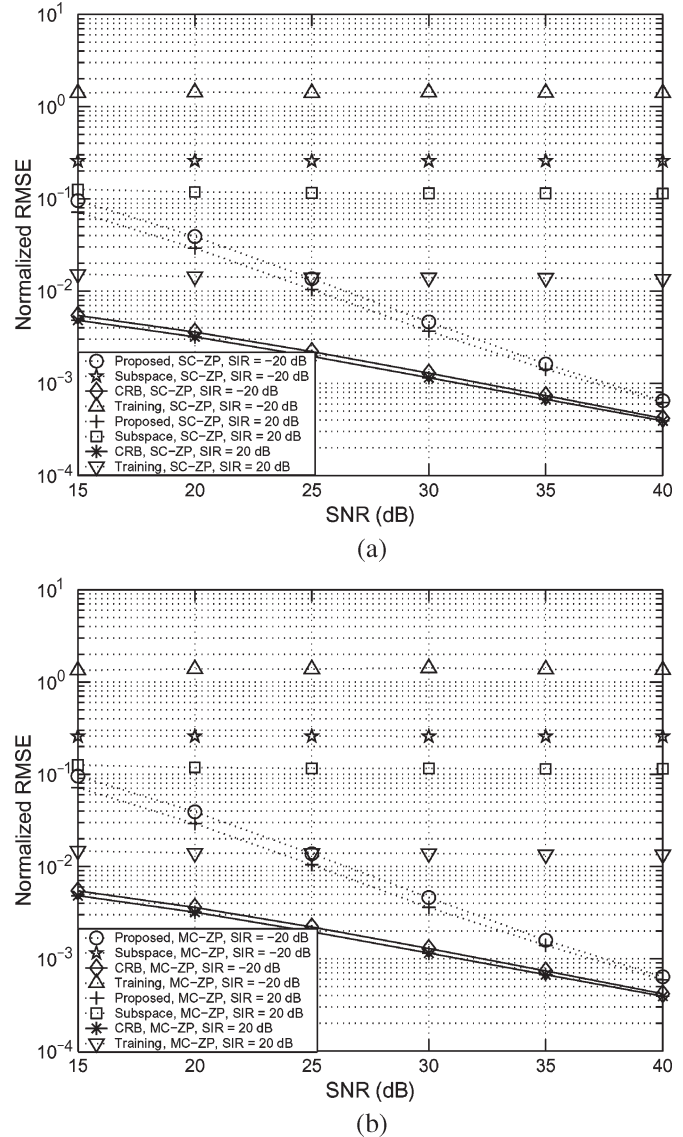 10^1
10^0
10^-1
10^-2
10^-3
10^-4
Normalized RMSE
Proposed, SC-ZP, SIR = -20 dB
Subspace, SC-ZP, SIR = -20 dB
CRB, SC-ZP, SIR = -20 dB
Training, SC-ZP, SIR = -20 dB
Proposed, SC-ZP, SIR = 20 dB
Subspace, SC-ZP, SIR = 20 dB
CRB, SC-ZP, SIR = 20 dB
Training, SC-ZP, SIR = 20 dB
15 20 25 30 35 40
SNR (dB)
(a)
10^1
10^0
10^-1
10^-2
10^-3
10^-4
Normalized RMSE
Proposed, MC-ZP, SIR = -20 dB
Subspace, MC-ZP, SIR = -20 dB
CRB, MC-ZP, SIR = -20 dB
Training, MC-ZP, SIR = -20 dB
Proposed, MC-ZP, SIR = 20 dB
Subspace, MC-ZP, SIR = 20 dB
CRB, MC-ZP, SIR = 20 dB
Training, MC-ZP, SIR = 20 dB
15 20 25 30 35 40
SNR (dB)
(b)